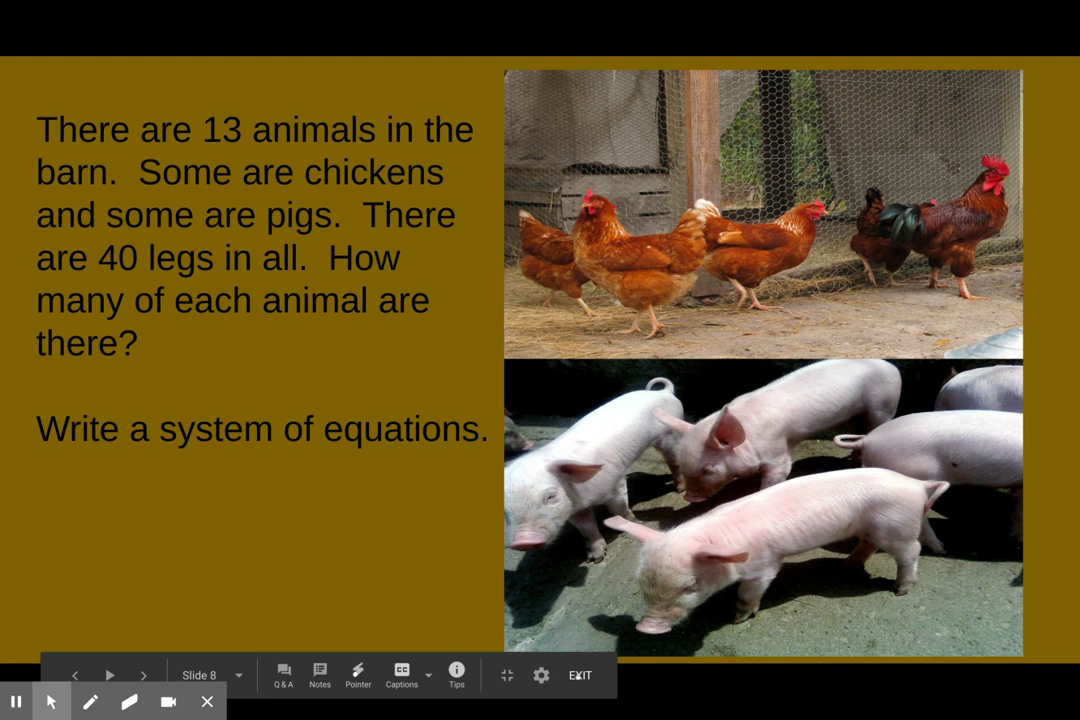 There are 13 animals in the
barn.  Some are chickens
and some are pigs.  There
are 40 legs in all.  How
many of each animal are
there?
Write a system of equations.
Slide 8
Q & A
Notes
Pointer
CC
Captions
Tips
EXIT